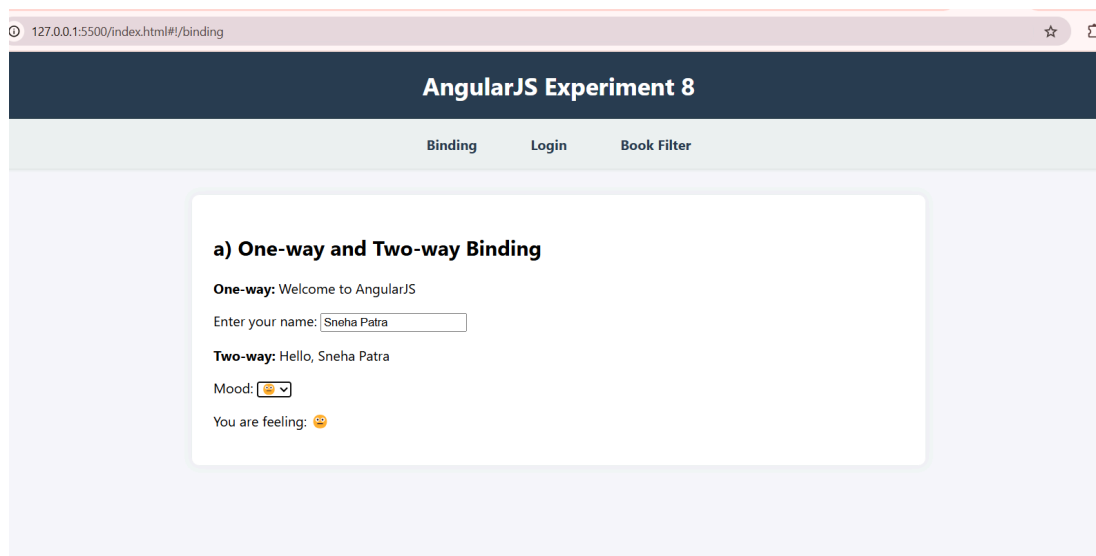 127.0.0.1:5500/index.html#!/binding
AngularJS Experiment 8
Binding Login Book Filter
a) One-way and Two-way Binding
One-way: Welcome to AngularJS
Enter your name: Sneha Patra
Two-way: Hello, Sneha Patra
Mood: 😐
You are feeling: 😐